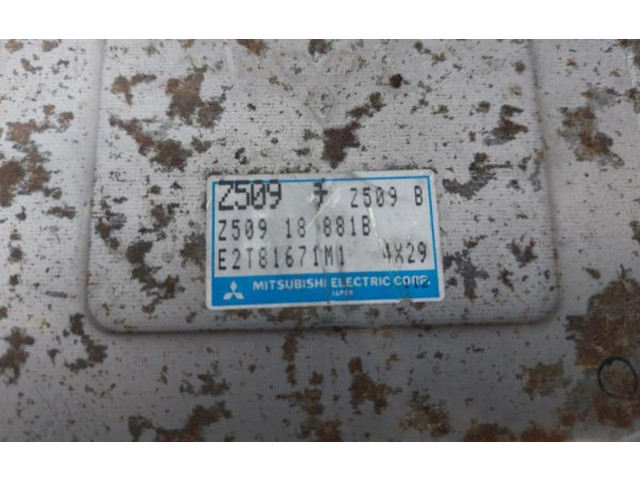 Z509 Z509 B
Z509 18 881B
E2T81671M1 4X29
MITSUBISHI ELECTRIC CORP.
JAPAN